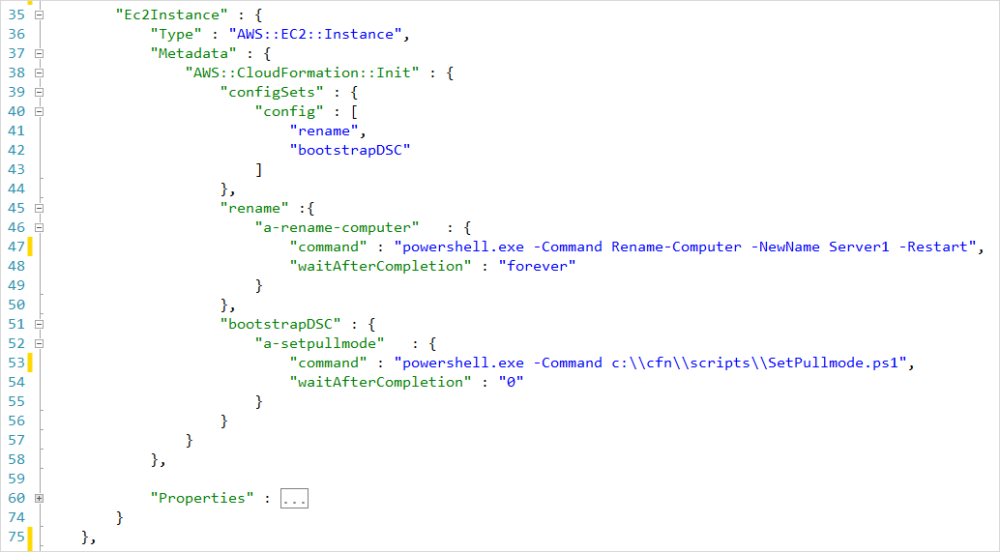 35 "Ec2Instance" : {
36 "Type" : "AWS::EC2::Instance",
37 "Metadata" : {
38 "AWS::CloudFormation::Init" : {
39 "configSets" : {
40 "config" : [
41 "rename",
42 "bootstrapDSC"
43 ]
44 },
45 "rename" :{
46 "a-rename-computer"   : {
47 "command" : "powershell.exe -Command Rename-Computer -NewName Server1 -Restart",
48 "waitAfterCompletion" : "forever"
49 }
50 },
51 "bootstrapDSC" : {
52 "a-setpullmode"   : {
53 "command" : "powershell.exe -Command c:\\cfn\\scripts\\SetPullmode.ps1",
54 "waitAfterCompletion" : "0"
55 }
56 }
57 }
58 },
59
60 "Properties" : ...
74 }
75 },